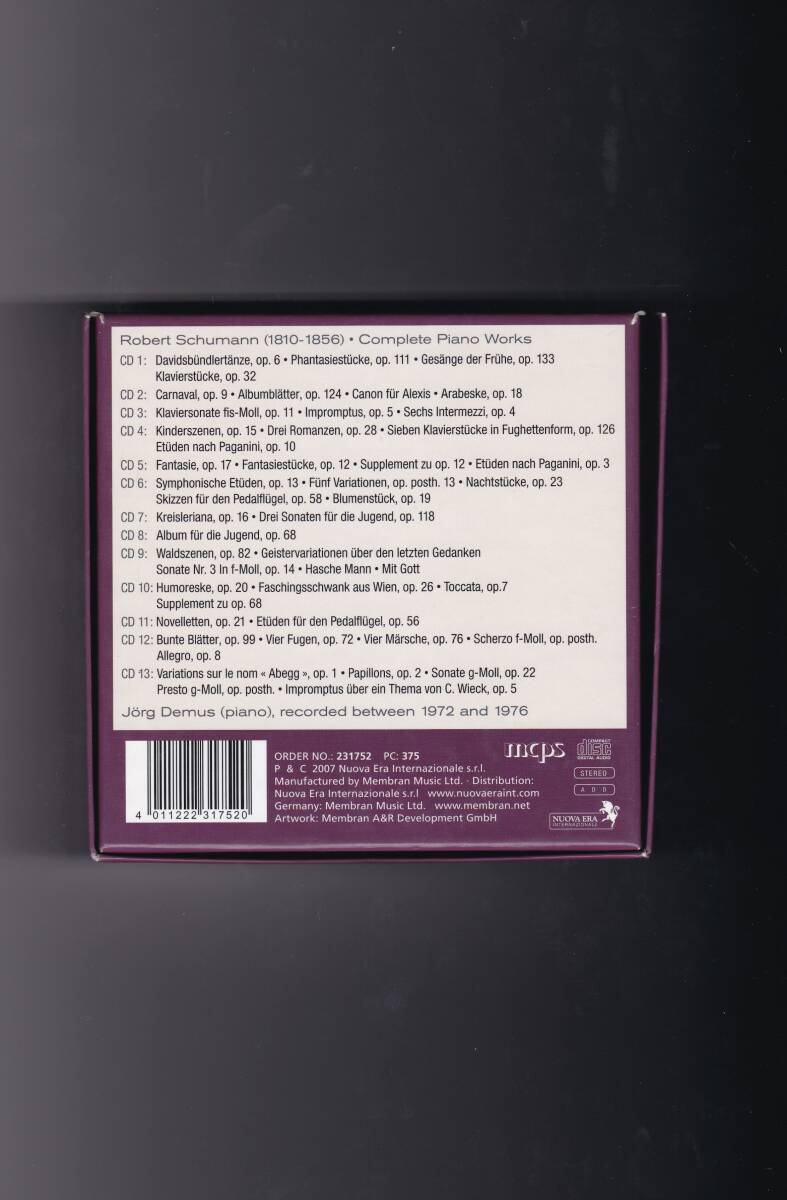 Robert Schumann (1810-1856) • Complete Piano Works
CD 1: Davidsbündlertänze, op. 6 • Phantasiestücke, op. 111 • Gesänge der Frühe, op. 133
Klavierstücke, op. 32
CD 2: Carnaval, op. 9 • Albumblätter, op. 124 • Canon für Alexis • Arabeske, op. 18
CD 3: Klaviersonate fis-Moll, op. 11 • Impromptus, op. 5 • Sechs Intermezzi, op. 4
CD 4: Kinderszenen, op. 15 • Drei Romanzen, op. 28 • Sieben Klavierstücke in Fughettenform, op. 126
Etüden nach Paganini, op. 10
CD 5: Fantasie, op. 17 • Fantasiestücke, op. 12 • Supplement zu op. 12 • Etüden nach Paganini, op. 3
CD 6: Symphonische Etüden, op. 13 • Fünf Variationen, op. posth. 13 • Nachtstücke, op. 23
Skizzen für den Pedalflügel, op. 58 • Blumenstück, op. 19
CD 7: Kreisleriana, op. 16 • Drei Sonaten für die Jugend, op. 118
CD 8: Album für die Jugend, op. 68
CD 9: Waldszenen, op. 82 • Geistervariationen über den letzten Gedanken
Sonate Nr. 3 In f-Moll, op. 14 • Hasche Mann • Mit Gott
CD 10: Humoreske, op. 20 • Faschingsschwank aus Wien, op. 26 • Toccata, op.7
Supplement zu op. 68
CD 11: Novelletten, op. 21 • Etüden für den Pedalflügel, op. 56
CD 12: Bunte Blätter, op. 99 • Vier Fugen, op. 72 • Vier Märsche, op. 76 • Scherzo f-Moll, op. posth.
Allegro, op. 8
CD 13: Variations sur le nom « Abegg », op. 1 • Papillons, op. 2 • Sonate g-Moll, op. 22
Presto g-Moll, op. posth. • Impromptus über ein Thema von C. Wieck, op. 5
Jörg Demus (piano), recorded between 1972 and 1976
ORDER NO.: 231752 PC: 375
P & C 2007 Nuova Era Internazionale s.r.l.
Manufactured by Membran Music Ltd. · Distribution:
Nuova Era Internazionale s.r.l www.nuovaeraint.com
Germany: Membran Music Ltd. www.membran.net
Artwork: Membran A&R Development GmbH
4 011222 317520
mcps
COMPACT
disc
DIGITAL AUDIO
STEREO
A D D
NUOVA ERA
INTERNAZIONALE